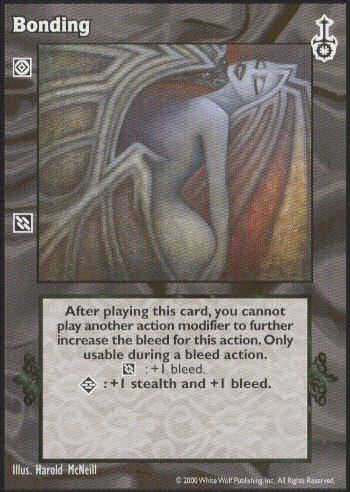 Bonding
After playing this card, you cannot
play another action modifier to further
increase the bleed for this action. Only
usable during a bleed action.
: +1 bleed.
: +1 stealth and +1 bleed.
Illus. Harold McNeill
© 2000 White Wolf Publishing, Inc. All Rights Reserved.